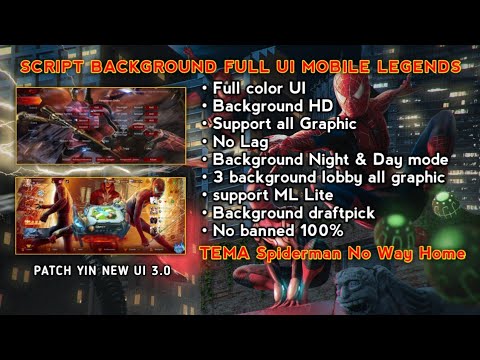 SCRIPT BACKGROUND FULL UI MOBILE LEGENDS
• Full color UI
• Background HD
• Support all Graphic
• No Lag
• Background Night & Day mode
• 3 background lobby all graphic
• support ML Lite
• Background draftpick
• No banned 100%
TEMA Spiderman No Way Home
PATCH YIN NEW UI 3.0